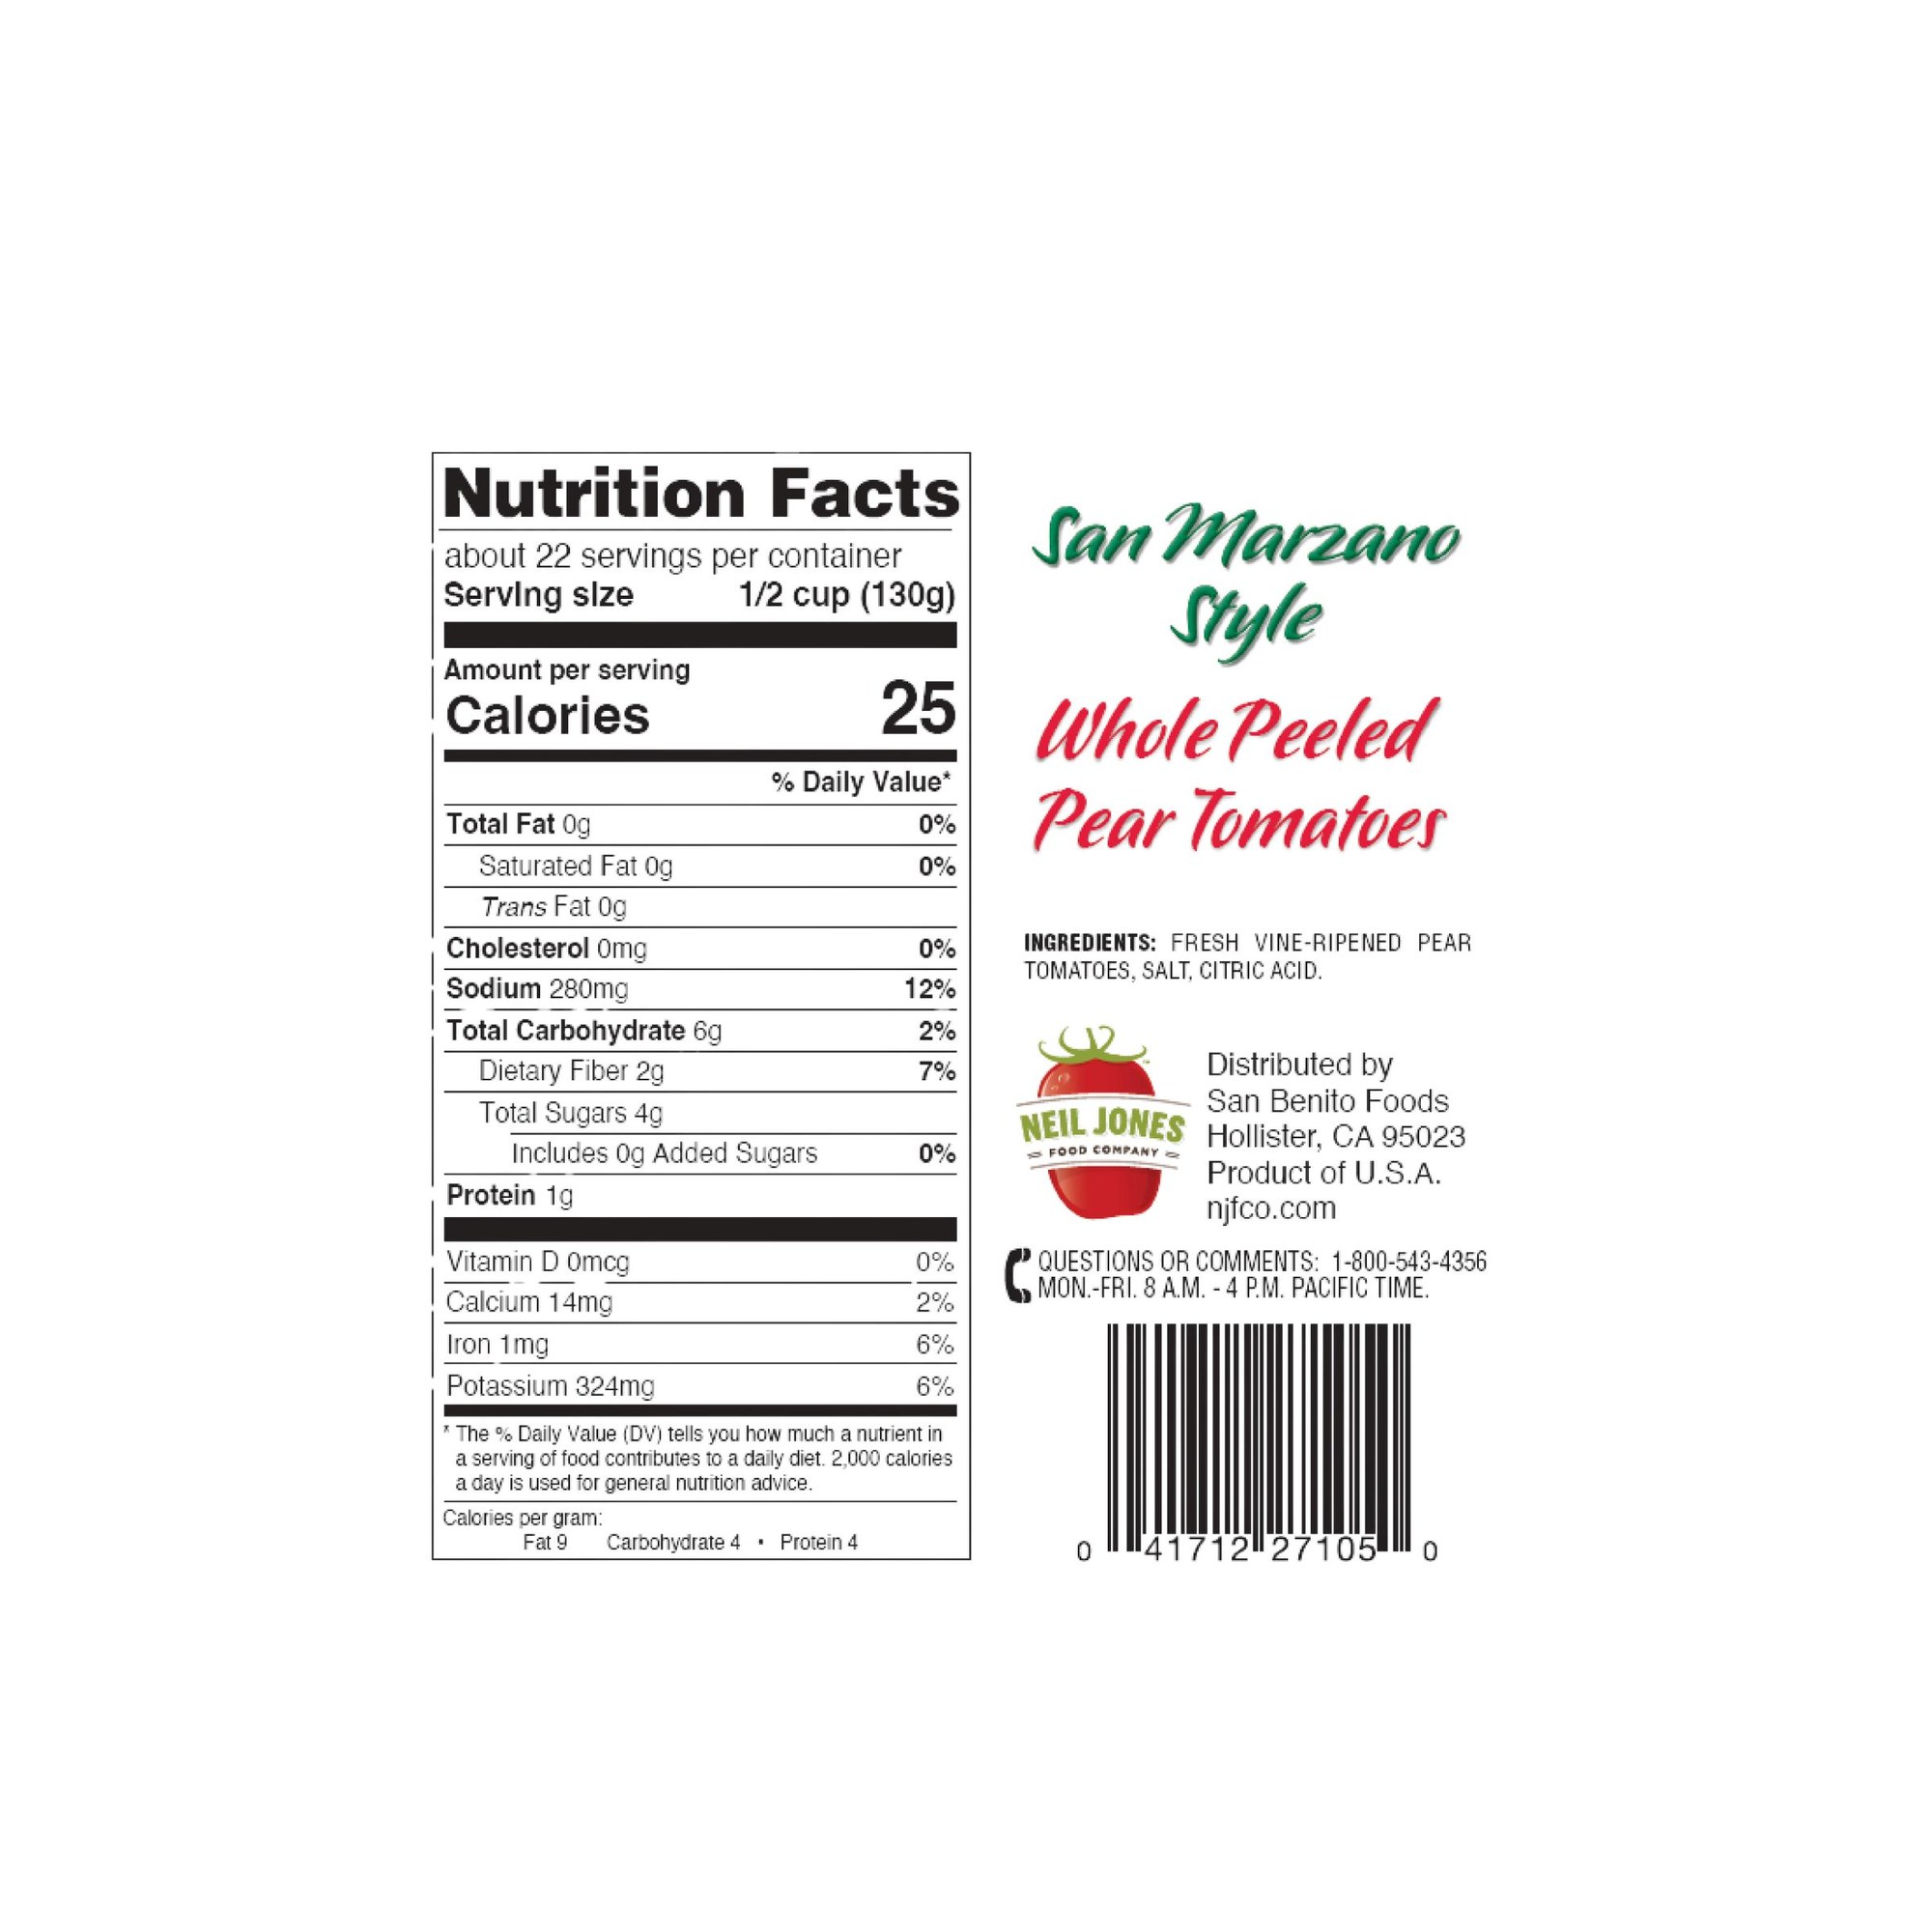 Nutrition Facts
about 22 servings per container
Serving size 1/2 cup (130g)
Amount per serving
Calories 25
% Daily Value*
Total Fat 0g 0%
Saturated Fat 0g 0%
Trans Fat 0g
Cholesterol 0mg 0%
Sodium 280mg 12%
Total Carbohydrate 6g 2%
Dietary Fiber 2g 7%
Total Sugars 4g
Includes 0g Added Sugars 0%
Protein 1g
Vitamin D 0mcg 0%
Calcium 14mg 2%
Iron 1mg 6%
Potassium 324mg 6%
* The % Daily Value (DV) tells you how much a nutrient in
a serving of food contributes to a daily diet. 2,000 calories
a day is used for general nutrition advice.
Calories per gram:
Fat 9 Carbohydrate 4 • Protein 4
San Marzano
Style
Whole Peeled
Pear Tomatoes
INGREDIENTS: FRESH VINE-RIPENED PEAR
TOMATOES, SALT, CITRIC ACID.
NEIL JONES
FOOD COMPANY
Distributed by
San Benito Foods
Hollister, CA 95023
Product of U.S.A.
njfco.com
QUESTIONS OR COMMENTS: 1-800-543-4356
MON.-FRI. 8 A.M. - 4 P.M. PACIFIC TIME.
0 41712 27105 0